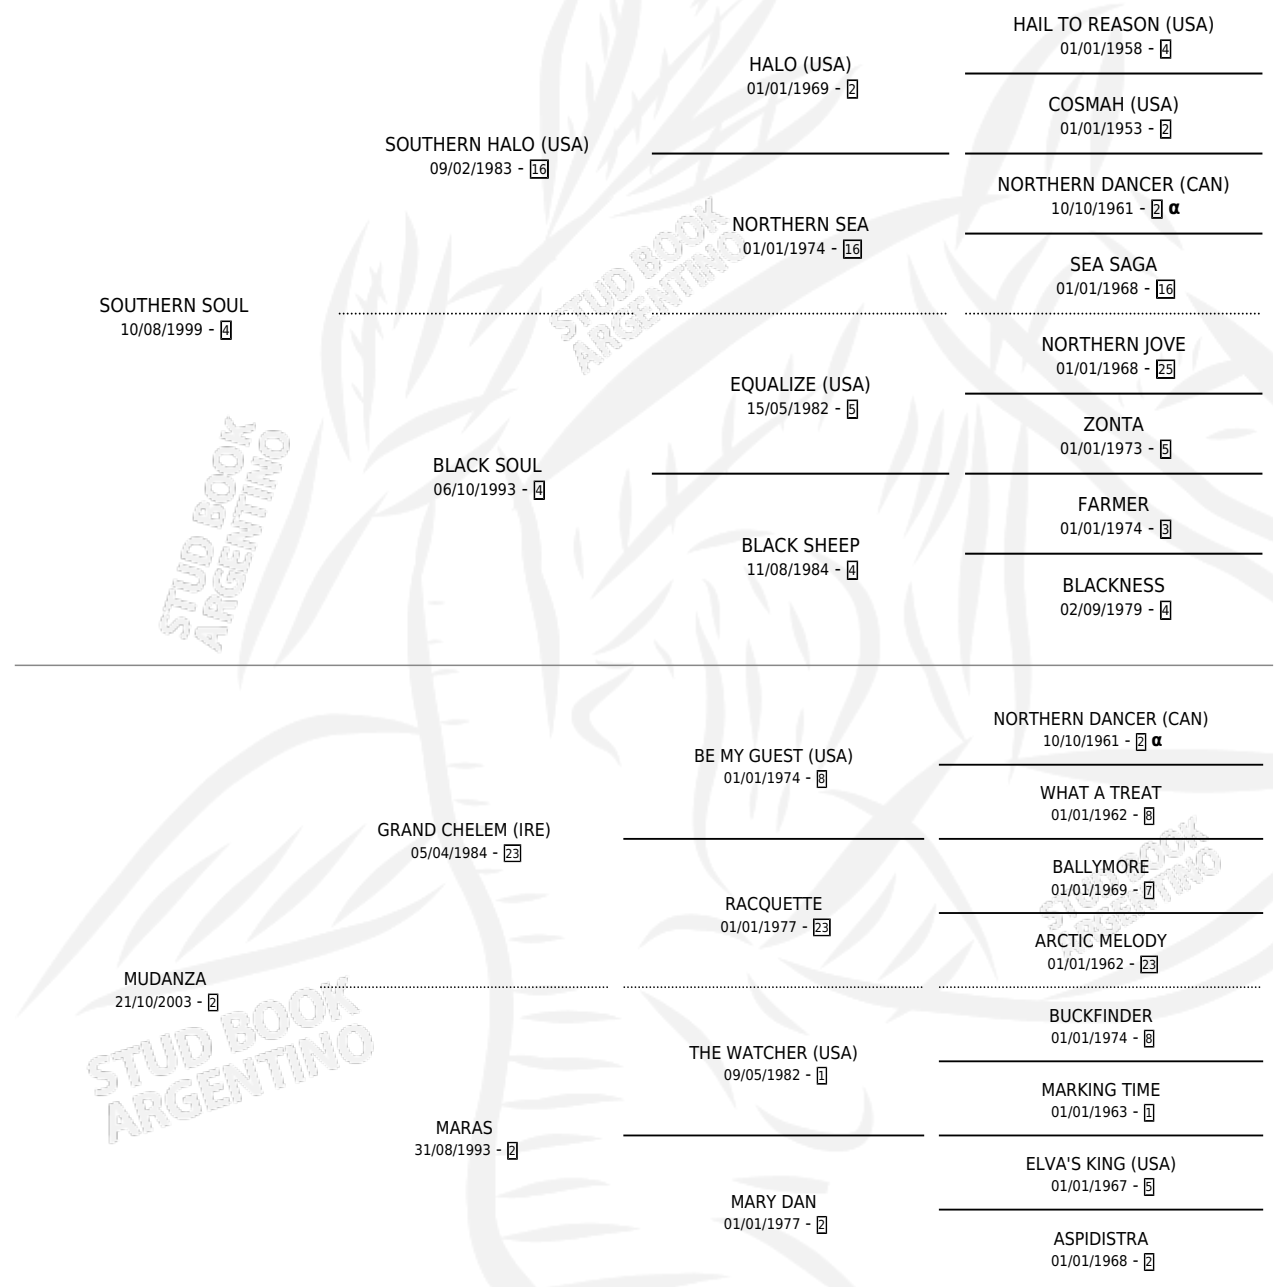 HAIL TO REASON (USA)
01/01/1958 - 4
HALO (USA)
01/01/1969 - 2
COSMAH (USA)
01/01/1953 - 2
SOUTHERN HALO (USA)
09/02/1983 - 16
NORTHERN DANCER (CAN)
10/10/1961 - 2 α
NORTHERN SEA
01/01/1974 - 16
SEA SAGA
01/01/1968 - 16
SOUTHERN SOUL
10/08/1999 - 4
NORTHERN JOVE
01/01/1968 - 25
EQUALIZE (USA)
15/05/1982 - 5
ZONTA
01/01/1973 - 5
BLACK SOUL
06/10/1993 - 4
FARMER
01/01/1974 - 3
BLACK SHEEP
11/08/1984 - 4
BLACKNESS
02/09/1979 - 4
STUD BOOK
ARGENTINO
STUD BOOK
ARGENTINO
NORTHERN DANCER (CAN)
10/10/1961 - 2 α
BE MY GUEST (USA)
01/01/1974 - 8
WHAT A TREAT
01/01/1962 - 8
GRAND CHELEM (IRE)
05/04/1984 - 23
BALLYMORE
01/01/1969 - 7
RACQUETTE
01/01/1977 - 23
ARCTIC MELODY
01/01/1962 - 23
MUDANZA
21/10/2003 - 2
BUCKFINDER
01/01/1974 - 8
THE WATCHER (USA)
09/05/1982 - 1
MARKING TIME
01/01/1963 - 1
MARAS
31/08/1993 - 2
ELVA'S KING (USA)
01/01/1967 - 5
MARY DAN
01/01/1977 - 2
ASPIDISTRA
01/01/1968 - 2
STUD BOOK
ARGENTINO
STUD BOOK
ARGENTINO